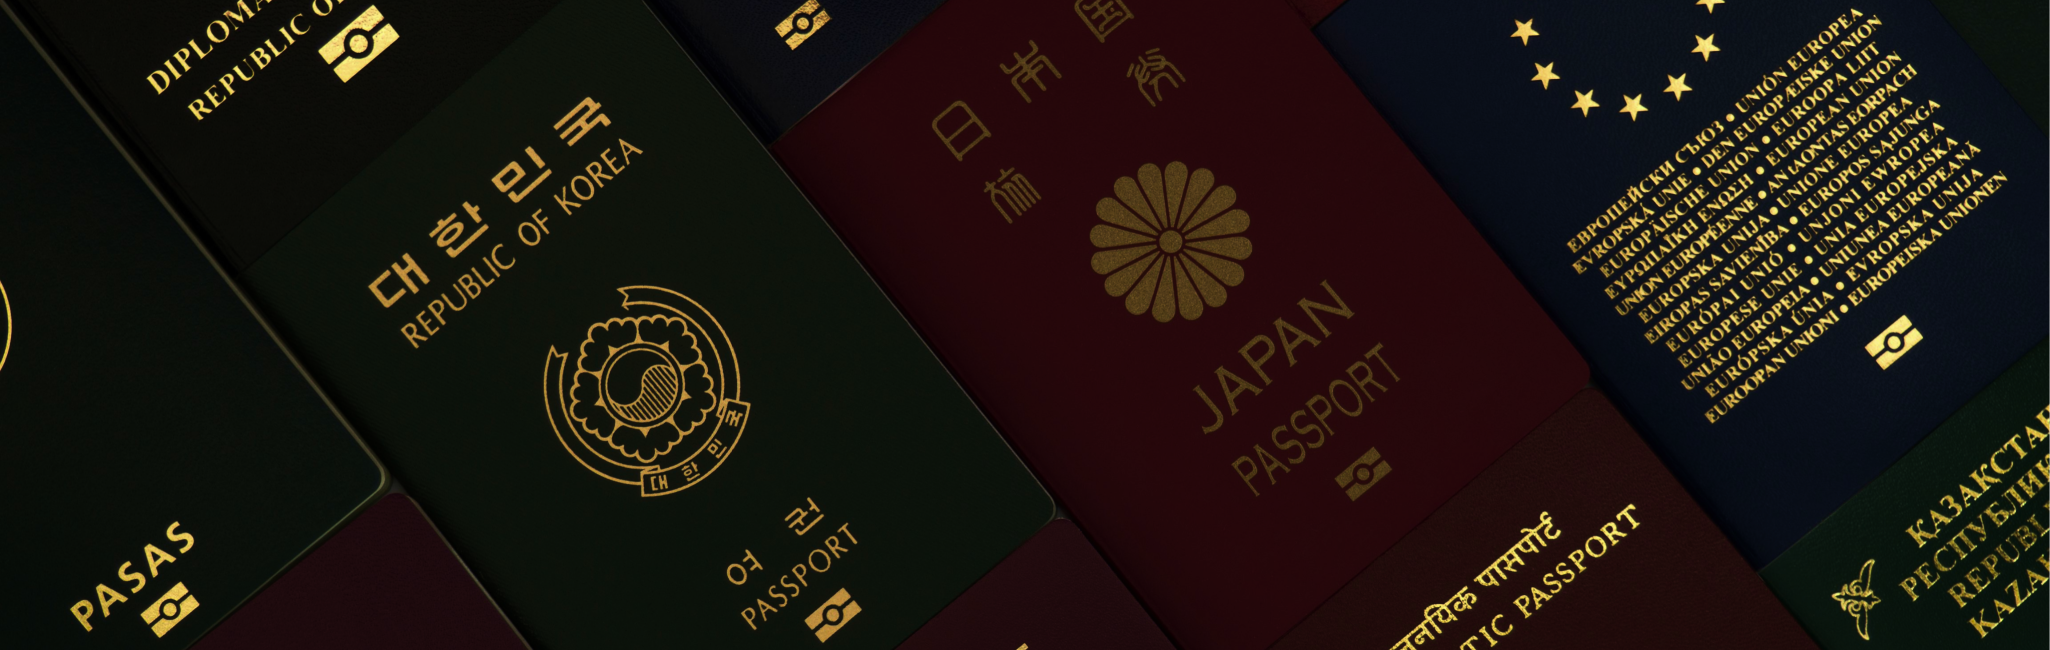 DIPLOMA
REPUBLIC O
대한민국
REPUBLIC OF KOREA
대한민국
여권
PASSPORT
PASAS
日本国
旅券
JAPAN
PASSPORT
ЕВРОПЕЙСКИ СЪЮЗ • UNIÓN EUROPEA
EVROPSKÁ UNIE • DEN EUROPÆISKE UNION
EUROPÄISCHE UNION • EUROOPA LIIT
ΕΥΡΩΠΑΪΚΗ ΕΝΩΣΗ • EUROPEAN UNION
UNION EUROPÉENNE • AN AONTAS EORPACH
EUROPSKA UNIJA • UNIONE EUROPEA
EIROPAS SAVIENĪBA • EUROPOS SĄJUNGA
EURÓPAI UNIÓ • UNJONI EWROPEA
EUROPESE UNIE • UNIA EUROPEJSKA
UNIÃO EUROPEIA • UNIUNEA EUROPEANĂ
EURÓPSKA ÚNIA • EVROPSKA UNIJA
EUROOPAN UNIONI • EUROPEISKA UNIONEN
नयिक पासपोर्ट
TIC PASSPORT
ҚАЗАҚСТАН
РЕСПУБЛИК
REPUBL
KAZA